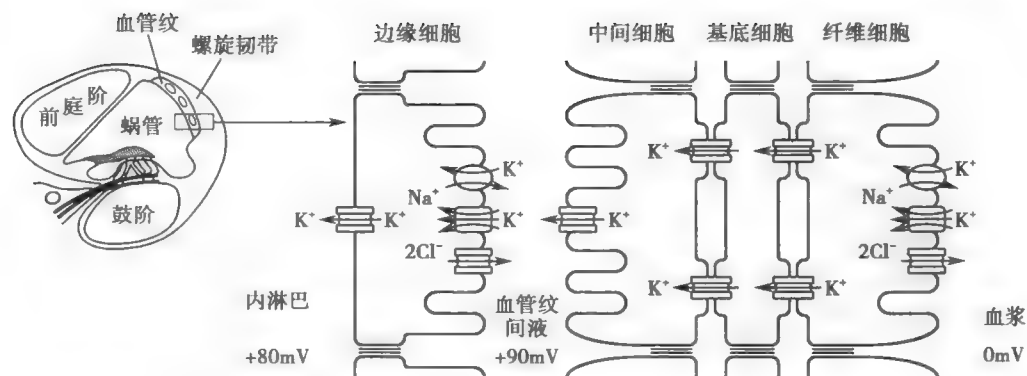 血管纹
螺旋韧带
前庭阶
蜗管
鼓阶
边缘细胞
中间细胞
基底细胞
纤维细胞
K⁺
K⁺
K⁺
Na⁺
K⁺
2Cl⁻
K⁺
K⁺
K⁺
K⁺
K⁺
K⁺
K⁺
K⁺
K⁺
Na⁺
K⁺
2Cl⁻
内淋巴
+80mV
血管纹
间液
+90mV
血浆
0mV